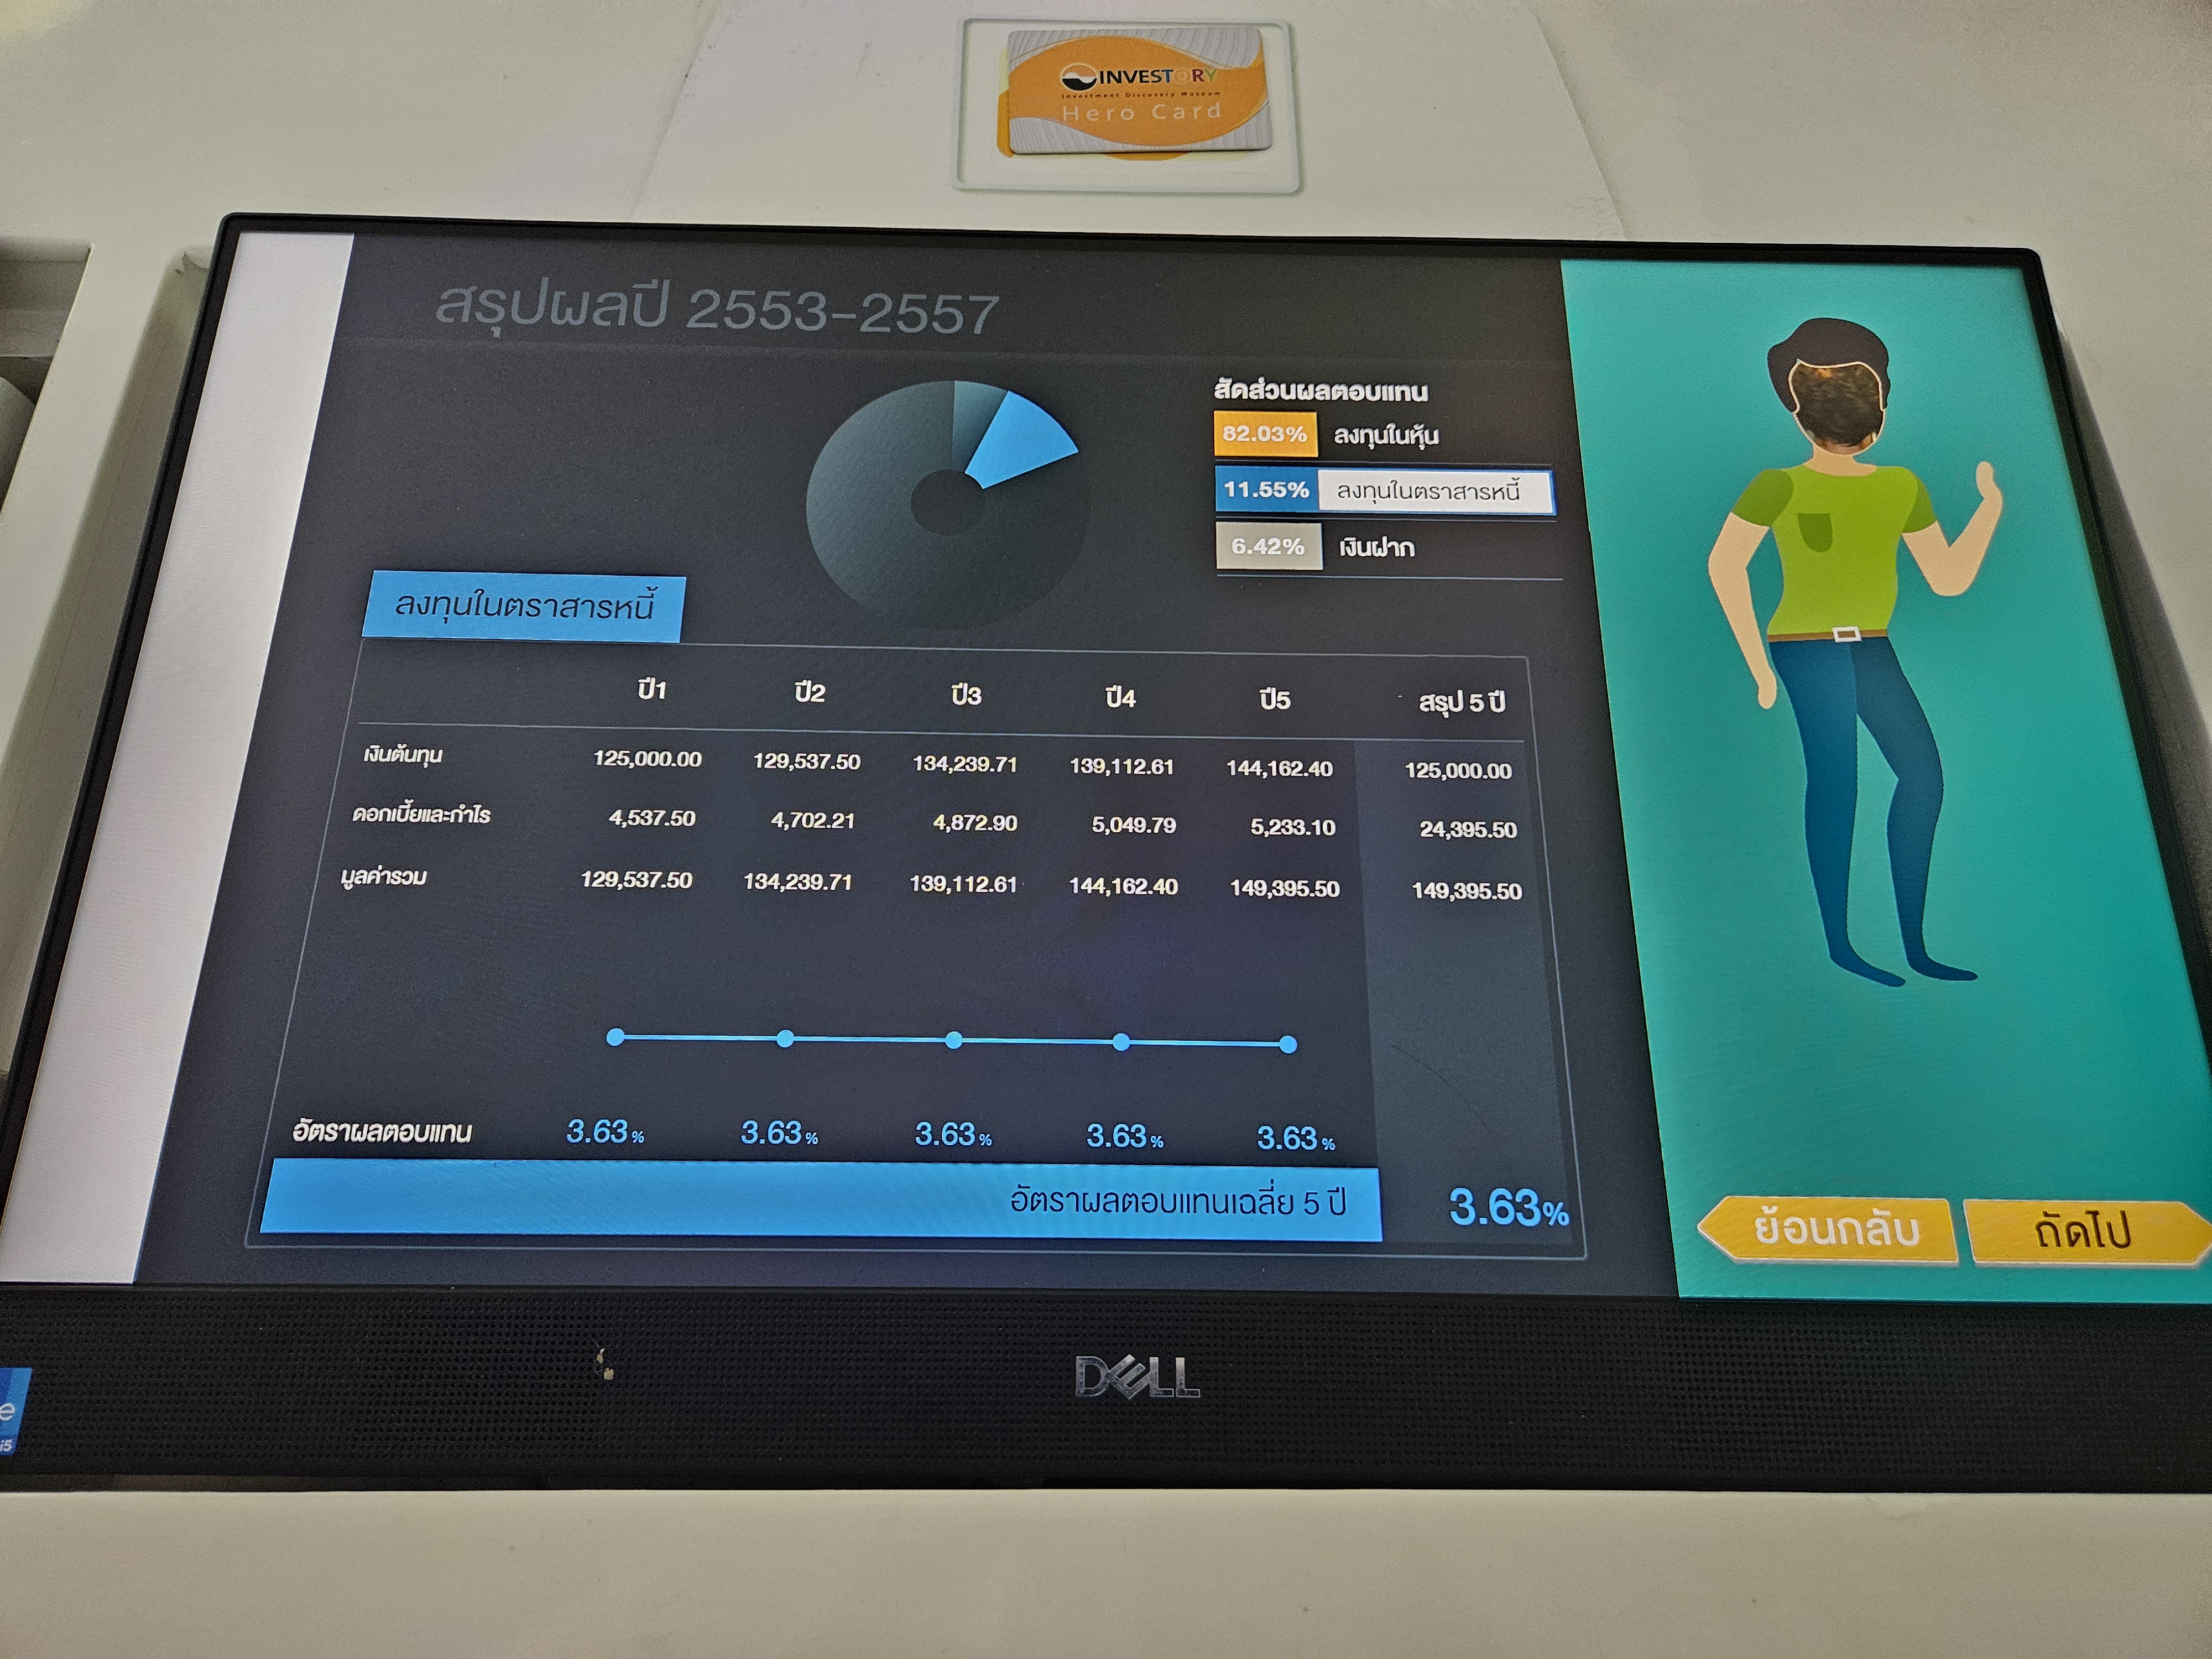 INVESTORY
Investment Discovery Museum
Hero Card
สรุปผลปี 2553-2557
สัดส่วนผลตอบแทน
82.03% ลงทุนในหุ้น
11.55% ลงทุนในตราสารหนี้
6.42% เงินฝาก
ลงทุนในตราสารหนี้
ปี1 ปี2 ปี3 ปี4 ปี5 สรุป 5 ปี
เงินต้นทุน 125,000.00 129,537.50 134,239.71 139,112.61 144,162.40 125,000.00
ดอกเบี้ยและกำไร 4,537.50 4,702.21 4,872.90 5,049.79 5,233.10 24,395.50
มูลค่ารวม 129,537.50 134,239.71 139,112.61 144,162.40 149,395.50 149,395.50
อัตราผลตอบแทน 3.63% 3.63% 3.63% 3.63% 3.63%
อัตราผลตอบแทนเฉลี่ย 5 ปี 3.63%
ย้อนกลับ ถัดไป
DELL
e
i5